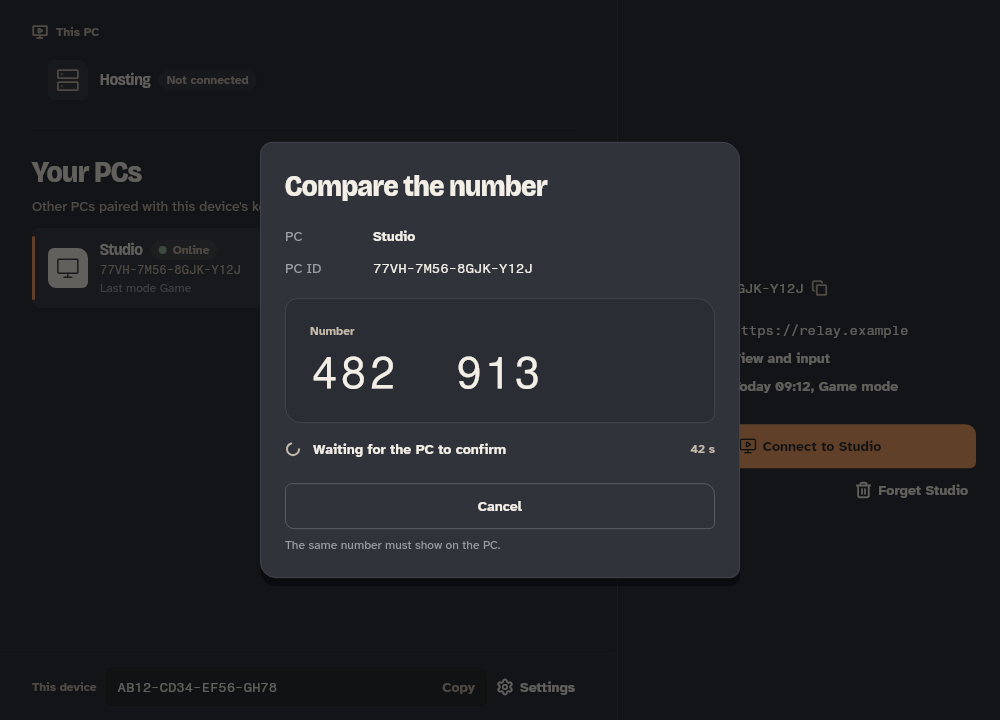 This PC
Hosting Not connected
Your PCs
Other PCs paired with this device's
Studio Online
77VH-7M56-8GJK-Y12J
Last mode Game
Compare the number
PC Studio
PC ID 77VH-7M56-8GJK-Y12J
Number
482 913
Waiting for the PC to confirm 42 s
Cancel
The same number must show on the PC.
GJK-Y12J
ttps://relay.example
iew and input
oday 09:12, Game mode
Connect to Studio
Forget Studio
This device AB12-CD34-EF56-GH78 Copy Settings